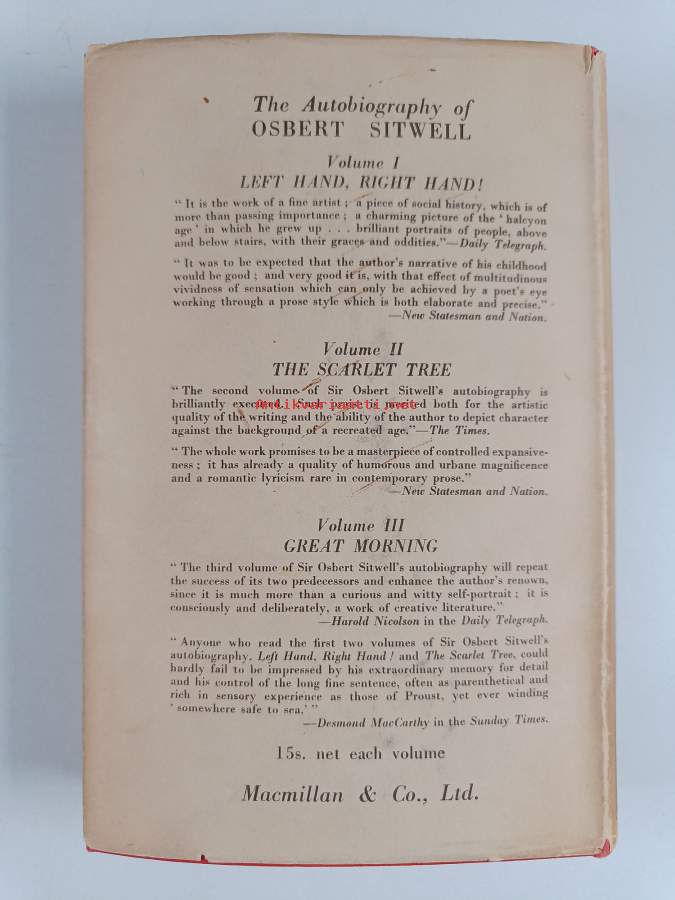 The Autobiography of
OSBERT SITWELL
Volume I
LEFT HAND, RIGHT HAND!
“ It is the work of a fine artist ; a piece of social history, which is of
more than passing importance ; a charming picture of the ‘ halcyon
age ’ in which he grew up . . . brilliant portraits of people, above
and below stairs, with their graces and oddities.”—Daily Telegraph.
“ It was to be expected that the author's narrative of his childhood
would be good ; and very good it is, with that effect of multitudinous
vividness of sensation which can only be achieved by a poet's eye
working through a prose style which is both elaborate and precise.”
—New Statesman and Nation.
Volume II
THE SCARLET TREE
“ The second volume of Sir Osbert Sitwell's autobiography is
brilliantly executed. Such praise is merited both for the artistic
Antikvariaatti.net
quality of the writing and the ability of the author to depict character
against the background of a recreated age.”—The Times.
“ The whole work promises to be a masterpiece of controlled expansive-
ness ; it has already a quality of humorous and urbane magnificence
and a romantic lyricism rare in contemporary prose.”
—New Statesman and Nation.
Volume III
GREAT MORNING
“ The third volume of Sir Osbert Sitwell's autobiography will repeat
the success of its two predecessors and enhance the author's renown,
since it is much more than a curious and witty self-portrait ; it is
consciously and deliberately, a work of creative literature.”
—Harold Nicolson in the Daily Telegraph.
“ Anyone who read the first two volumes of Sir Osbert Sitwell's
autobiography, Left Hand, Right Hand ! and The Scarlet Tree, could
hardly fail to be impressed by his extraordinary memory for detail
and his control of the long fine sentence, often as parenthetical and
rich in sensory experience as those of Proust, yet ever winding
‘ somewhere safe to sea.’ ”
—Desmond MacCarthy in the Sunday Times.
15s. net each volume
Macmillan & Co., Ltd.